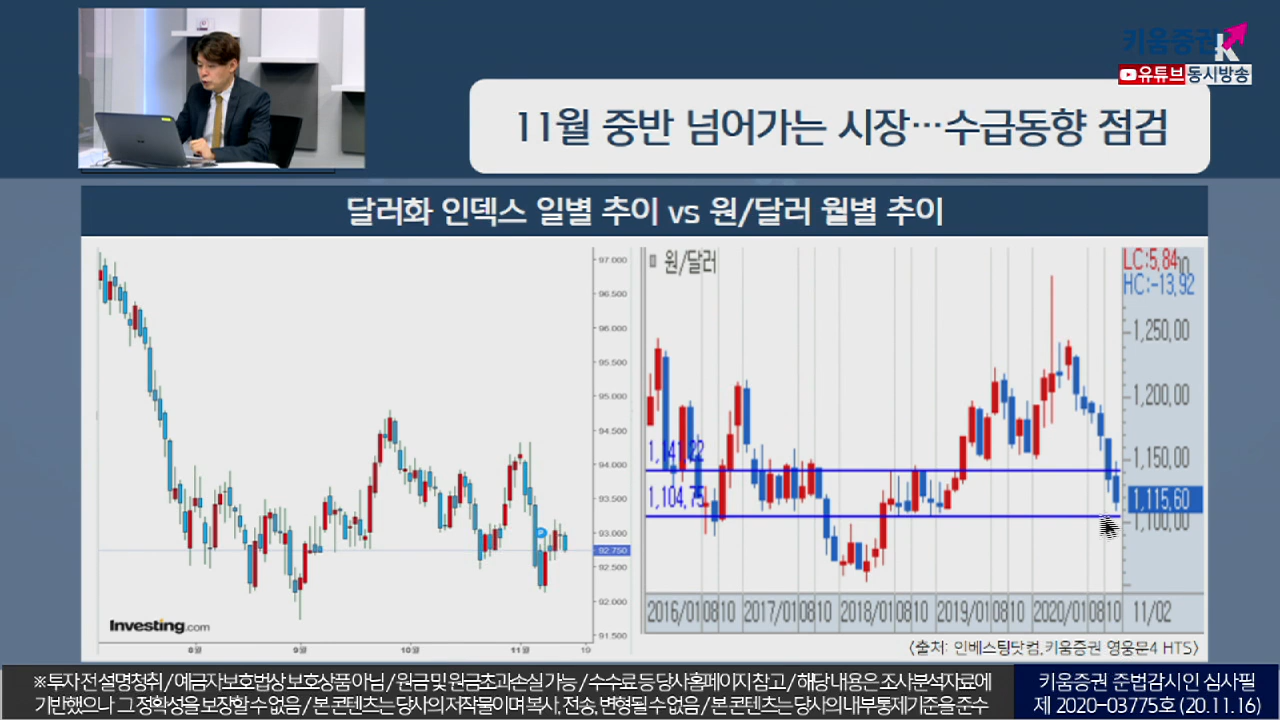 키움증권
유튜브동시방송
11월 중반 넘어가는 시장…수급동향 점검
달러화 인덱스 일별 추이 vs 원/달러 월별 추이
97.000
96.500
96.000
95.500
95.000
94.500
94.000
93.500
93.000
92.750
92.500
92.000
91.500
Investing.com
8월 9월 10월 11월 19
원/달러
LC:5,84
HC:-13,92
1,250,00
1,200,00
1,150,00
1,115,60
1,100,00
1,141,22
1,104,75
2016/01 08 10 2017/01 08 10 2018/01 08 10 2019/01 08 10 2020/01 08 10 11/02
(출처: 인베스팅닷컴,키움증권 영웅문4 HTS)
※ 투자 전 설명청취 / 예금자보호법상 보호상품 아님 / 원금 및 원금초과손실 가능 / 수수료 등 당사홈페이지 참고 / 해당 내용은 조사분석자료에
기반했으나 그 정확성을 보장할 수 없음 / 본 콘텐츠는 당사의 저작물이며 복사, 전송, 변형될 수 없음 / 본 콘텐츠는 당사의 내부통제기준을 준수
키움증권 준법감시인 심사필
제 2020-03775호 (20.11.16)